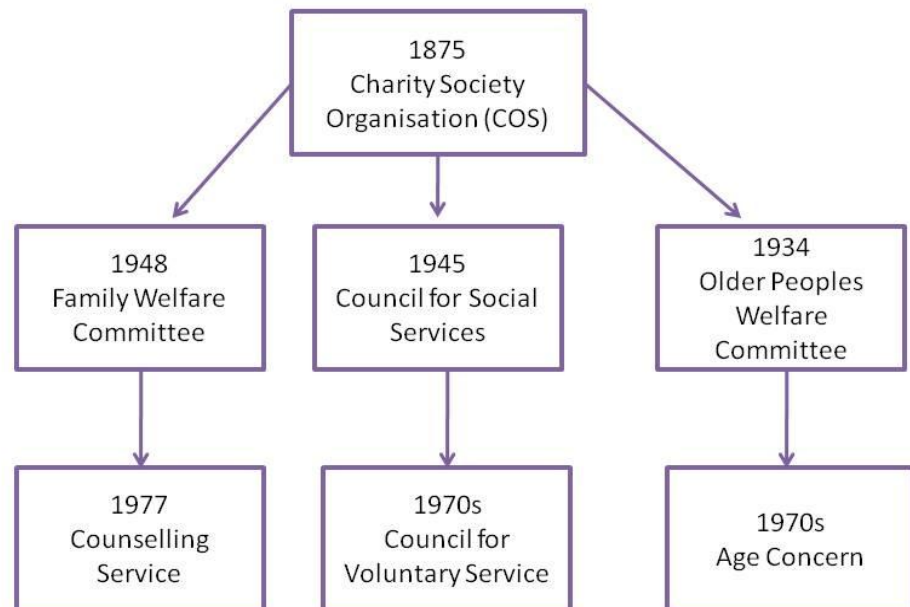 1875
Charity Society
Organisation (COS)
1948
Family Welfare
Committee
1945
Council for Social
Services
1934
Older Peoples
Welfare
Committee
1977
Counselling
Service
1970s
Council for
Voluntary Service
1970s
Age Concern